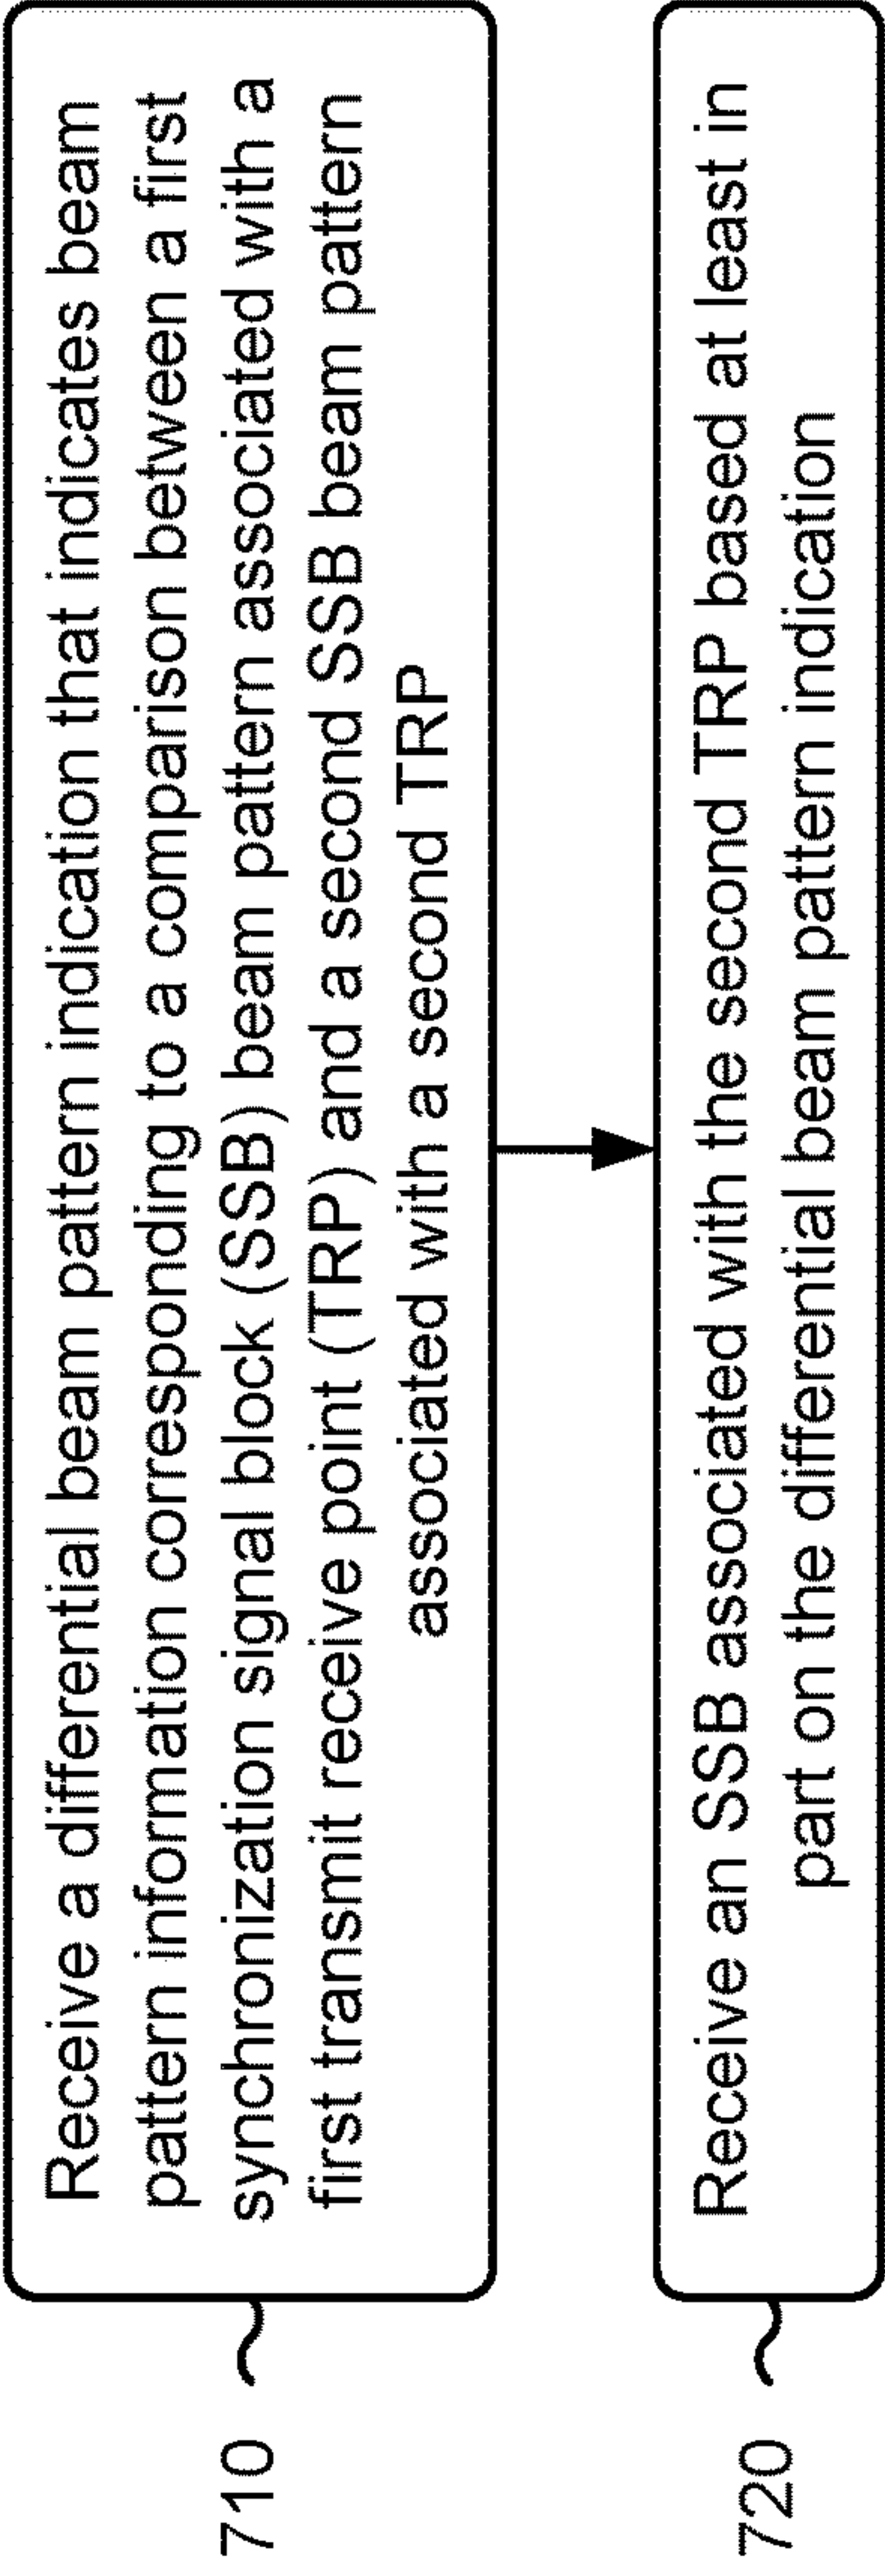 710
Receive a differential beam pattern indication that indicates beam
pattern information corresponding to a comparison between a first
synchronization signal block (SSB) beam pattern associated with a
first transmit receive point (TRP) and a second SSB beam pattern
associated with a second TRP
720
Receive an SSB associated with the second TRP based at least in
part on the differential beam pattern indication